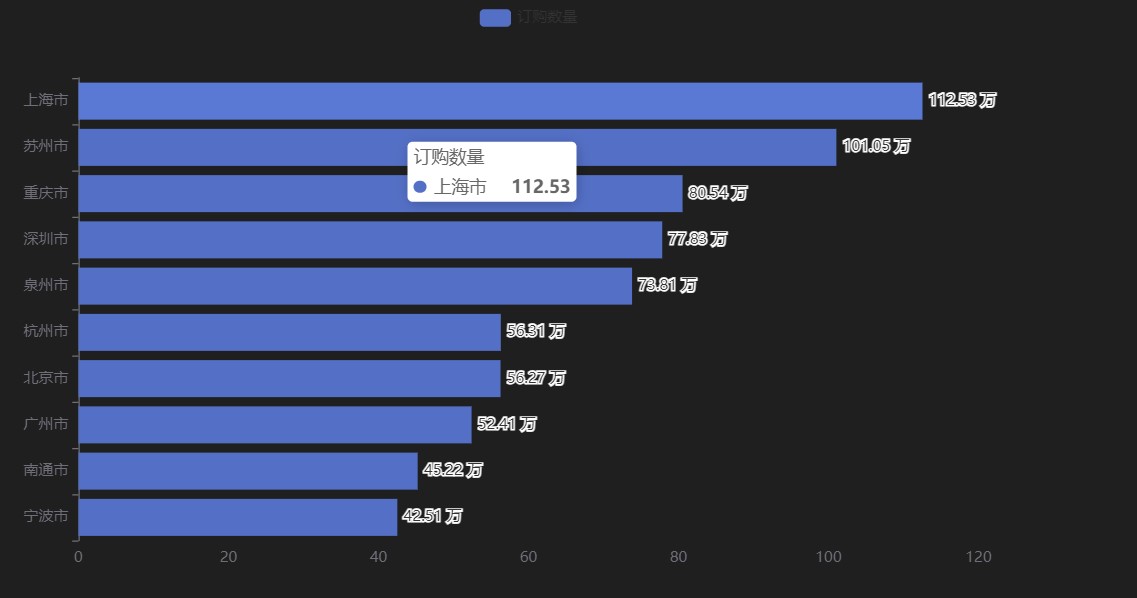 订购数量
上海市 112.53 万
苏州市 101.05 万
订购数量
上海市 112.53
重庆市 80.54 万
深圳市 77.83 万
泉州市 73.81 万
杭州市 56.31 万
北京市 56.27 万
广州市 52.41 万
南通市 45.22 万
宁波市 42.51 万
0 20 40 60 80 100 120